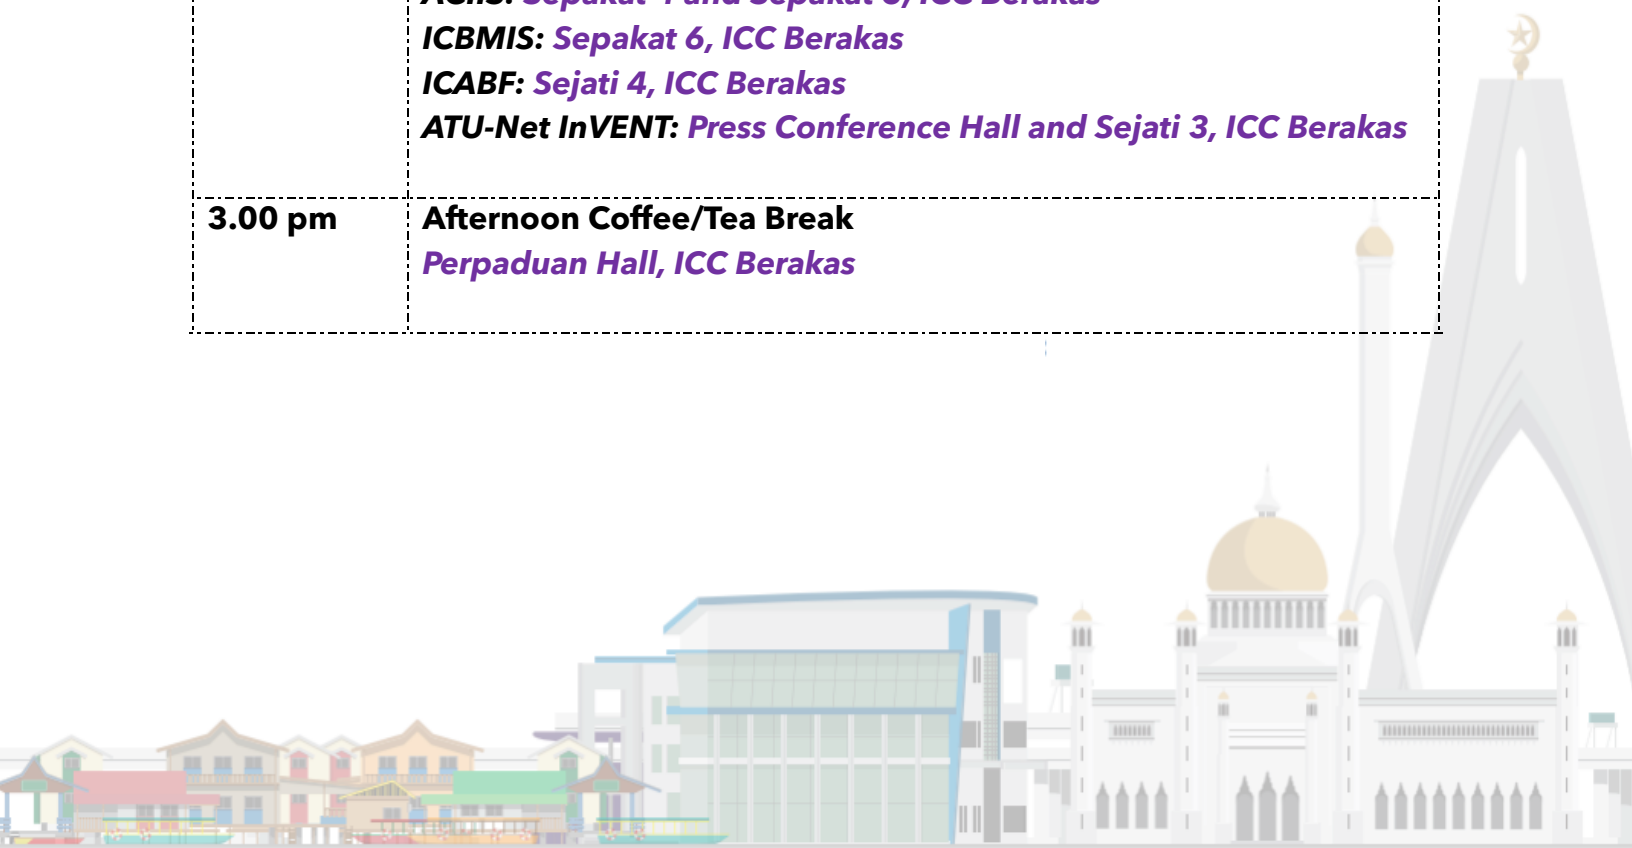 ICBMIS: Sepakat 6, ICC Berakas
ICABF: Sejati 4, ICC Berakas
ATU-Net InVENT: Press Conference Hall and Sejati 3, ICC Berakas
3.00 pm
Afternoon Coffee/Tea Break
Perpaduan Hall, ICC Berakas